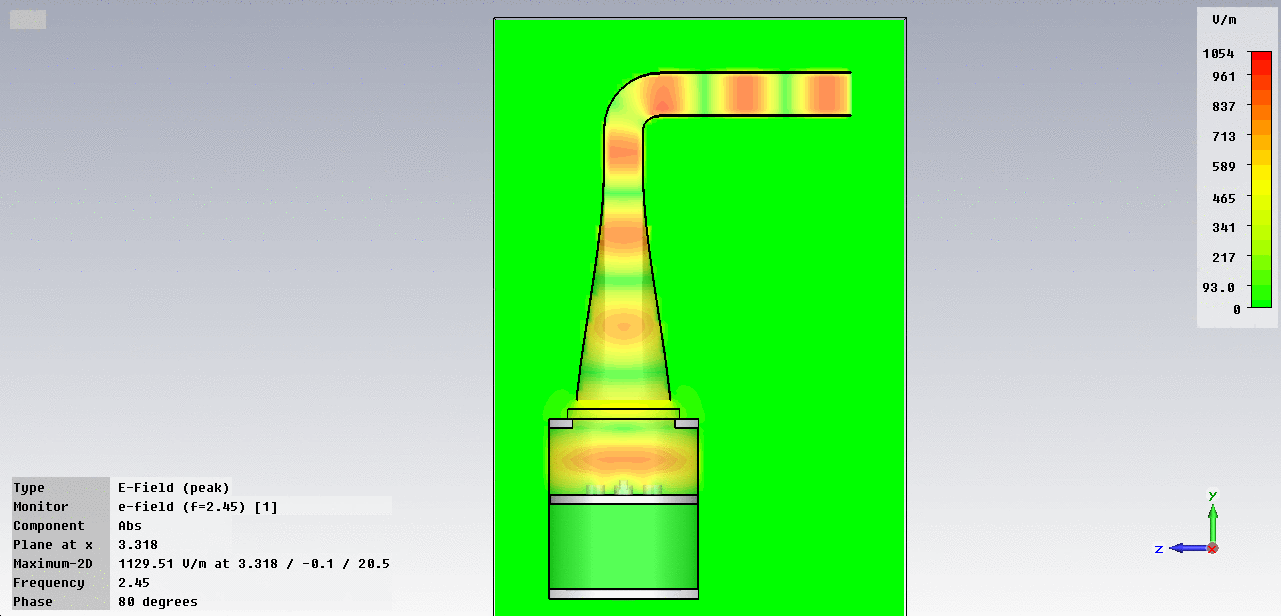 V/m
1054
961
837
713
589
465
341
217
93.0
0
Type E-Field (peak)
Monitor e-field (f=2.45) [1]
Component Abs
Plane at x 3.318
Maximum-2D 1129.51 V/m at 3.318 / -0.1 / 20.5
Frequency 2.45
Phase 80 degrees
y
z
x